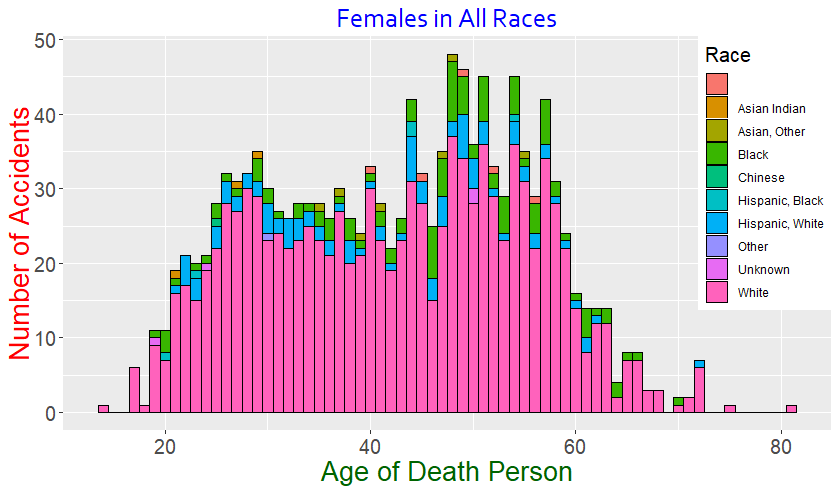 Females in All Races
Number of Accidents
50
40
30
20
10
0
20 40 60 80
Age of Death Person
Race
Asian Indian
Asian, Other
Black
Chinese
Hispanic, Black
Hispanic, White
Other
Unknown
White